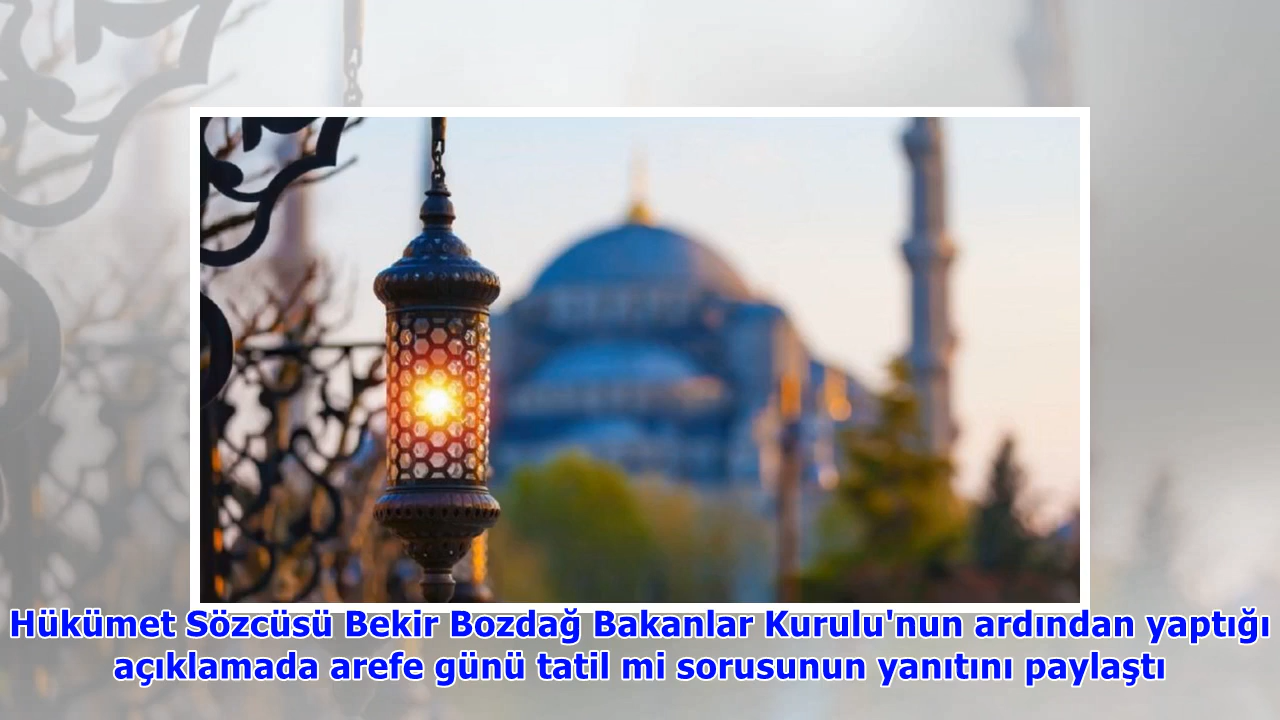 Hükümet Sözcüsü Bekir Bozdağ Bakanlar Kurulu'nun ardından yaptığı
açıklamada arefe günü tatil mi sorusunun yanıtını paylaştı